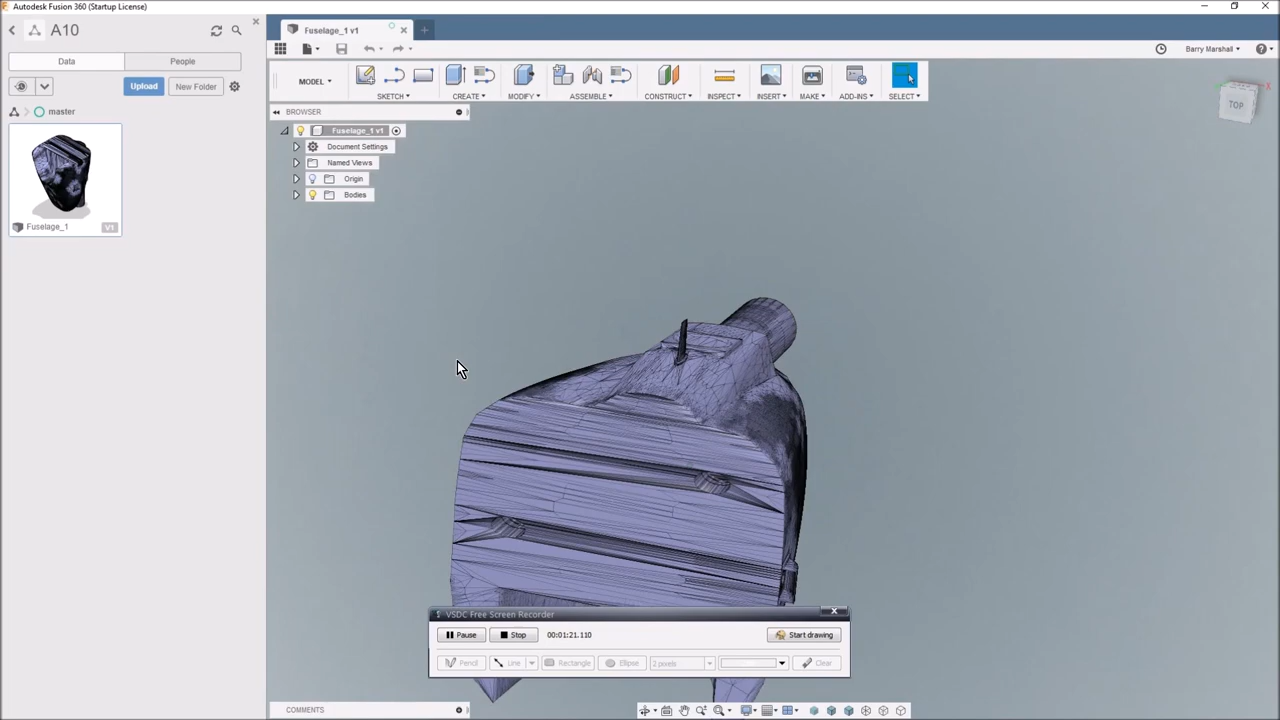 Autodesk Fusion 360 (Startup License)
A10
Data
People
Upload
New Folder
master
Fuselage_1
V1
Fuselage_1 v1
Barry Marshall
MODEL
SKETCH
CREATE
MODIFY
ASSEMBLE
CONSTRUCT
INSPECT
INSERT
MAKE
ADD-INS
SELECT
TOP
X
BROWSER
Fuselage_1 v1
Document Settings
Named Views
Origin
Bodies
VSDC Free Screen Recorder
Pause
Stop
00:01:21.110
Start drawing
Pencil
Line
Rectangle
Ellipse
2 pixels
Clear
COMMENTS